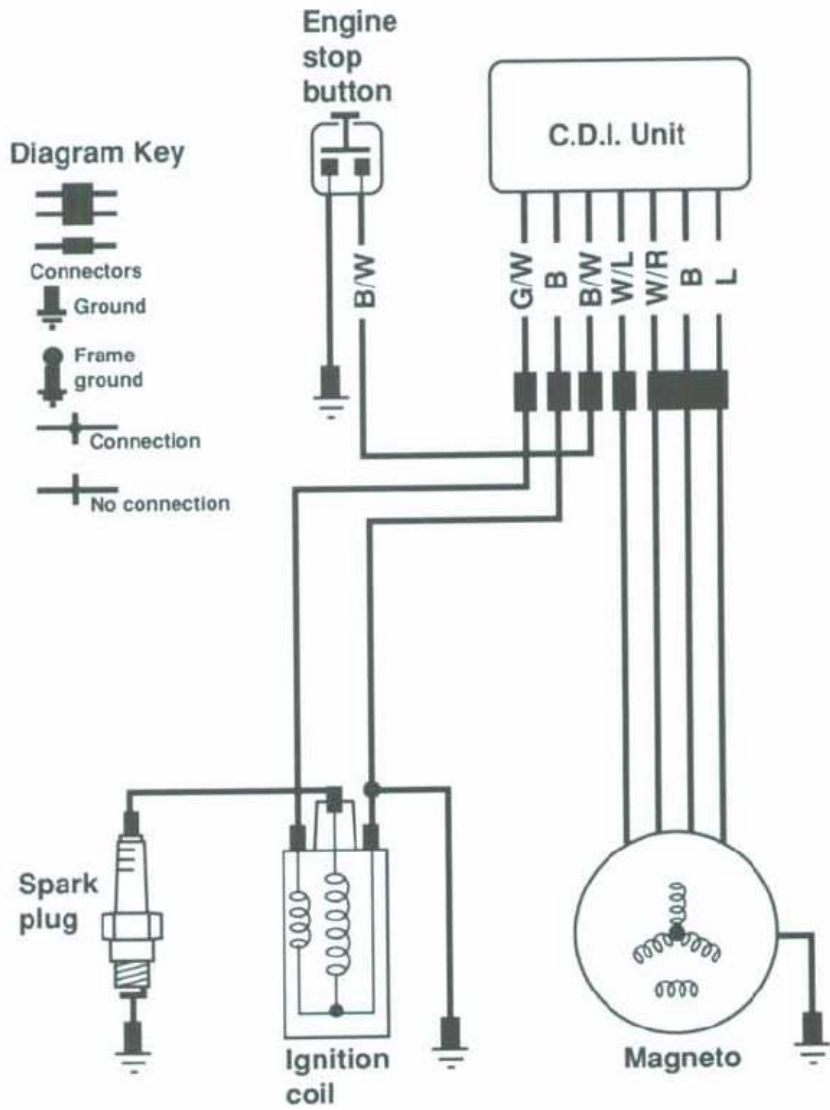 Engine
stop
button
C.D.I. Unit
Diagram Key
Connectors
Ground
Frame
ground
Connection
No connection
B/W
G/W
B
B/W
W/L
W/R
B
L
Spark
plug
Ignition
coil
Magneto